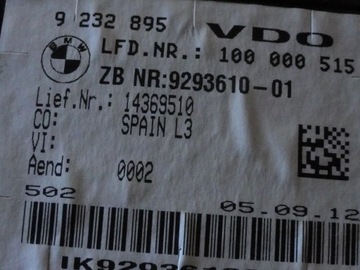 9 232 895 VDO
BMW LFD.NR.: 100 000 515
ZB NR:9293610-01
Lief.Nr.: 14369510
CO: SPAIN L3
VI:
Aend: 0002
502 05.09.12